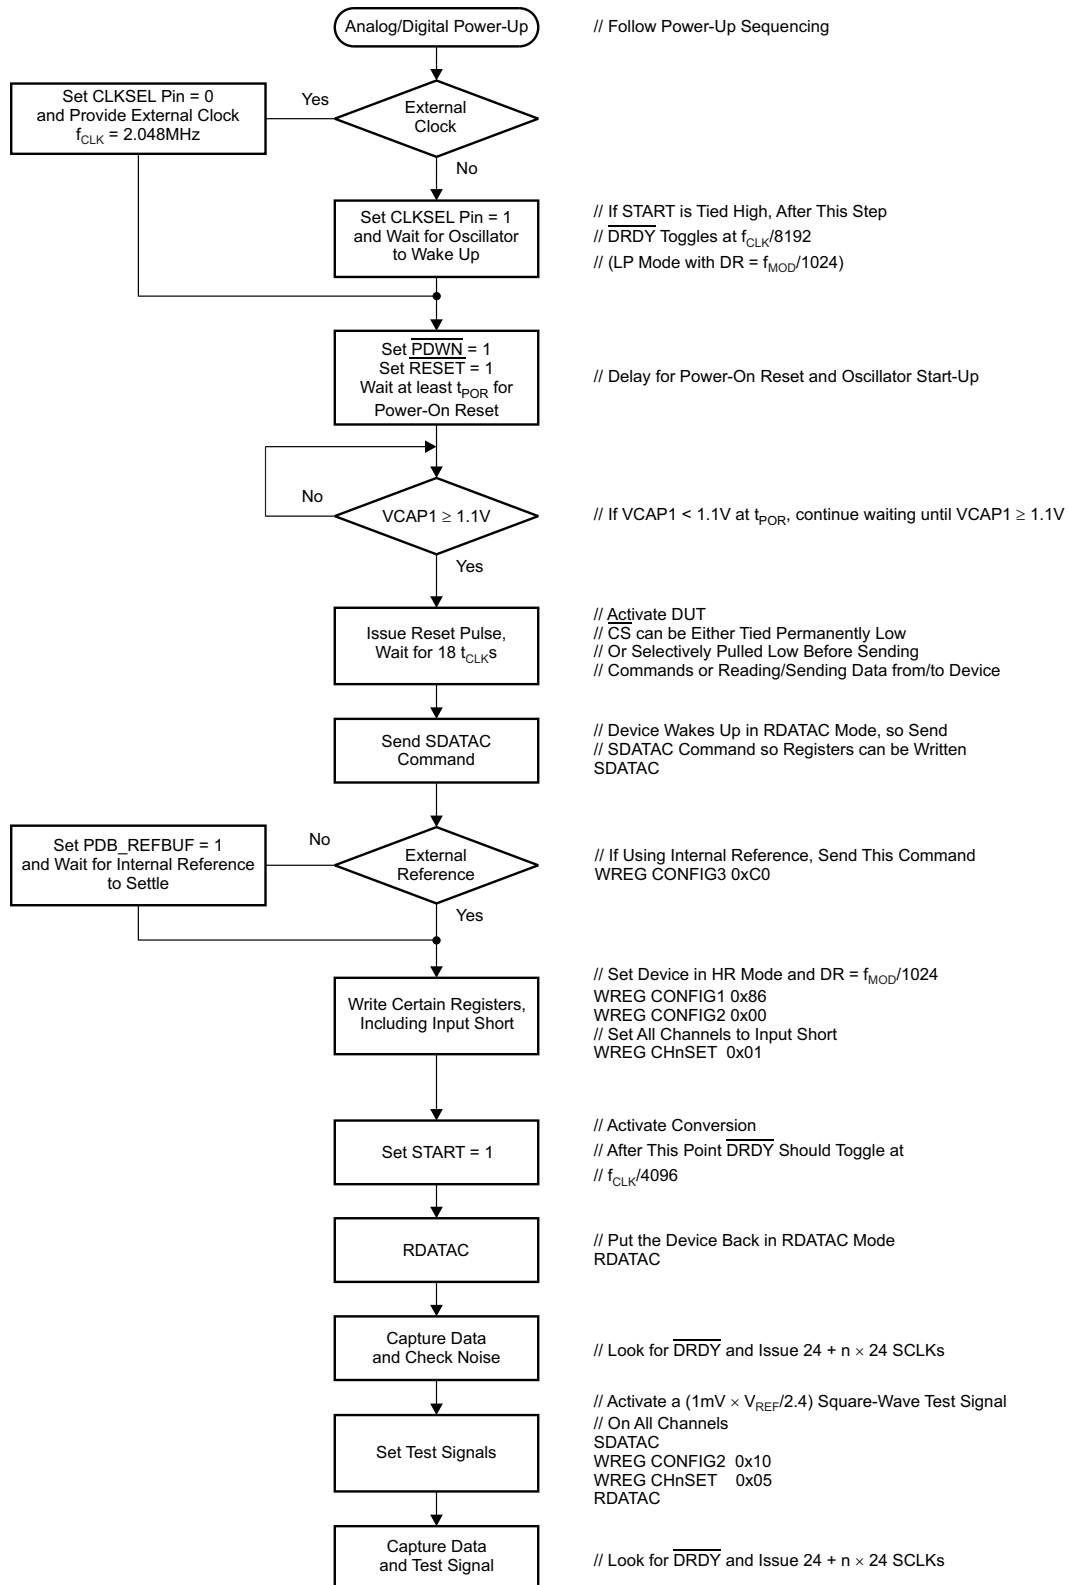 Analog/Digital Power-Up
// Follow Power-Up Sequencing
Set CLKSEL Pin = 0
and Provide External Clock
fCLK = 2.048MHz
Yes
External
Clock
No
Set CLKSEL Pin = 1
and Wait for Oscillator
to Wake Up
// If START is Tied High, After This Step
// DRDY Toggles at fCLK/8192
// (LP Mode with DR = fMOD/1024)
Set PDWN = 1
Set RESET = 1
Wait at least tPOR for
Power-On Reset
// Delay for Power-On Reset and Oscillator Start-Up
No
VCAP1 ≥ 1.1V
// If VCAP1 < 1.1V at tPOR, continue waiting until VCAP1 ≥ 1.1V
Yes
Issue Reset Pulse,
Wait for 18 tCLKs
// Activate DUT
// CS can be Either Tied Permanently Low
// Or Selectively Pulled Low Before Sending
// Commands or Reading/Sending Data from/to Device
Send SDATAC
Command
// Device Wakes Up in RDATAC Mode, so Send
// SDATAC Command so Registers can be Written
SDATAC
Set PDB_REFBUF = 1
and Wait for Internal Reference
to Settle
No
External
Reference
// If Using Internal Reference, Send This Command
WREG CONFIG3 0xC0
Yes
Write Certain Registers,
Including Input Short
// Set Device in HR Mode and DR = fMOD/1024
WREG CONFIG1 0x86
WREG CONFIG2 0x00
// Set All Channels to Input Short
WREG CHnSET 0x01
Set START = 1
// Activate Conversion
// After This Point DRDY Should Toggle at
// fCLK/4096
RDATAC
// Put the Device Back in RDATAC Mode
RDATAC
Capture Data
and Check Noise
// Look for DRDY and Issue 24 + n × 24 SCLKs
Set Test Signals
// Activate a (1mV × VREF/2.4) Square-Wave Test Signal
// On All Channels
SDATAC
WREG CONFIG2 0x10
WREG CHnSET 0x05
RDATAC
Capture Data
and Test Signal
// Look for DRDY and Issue 24 + n × 24 SCLKs